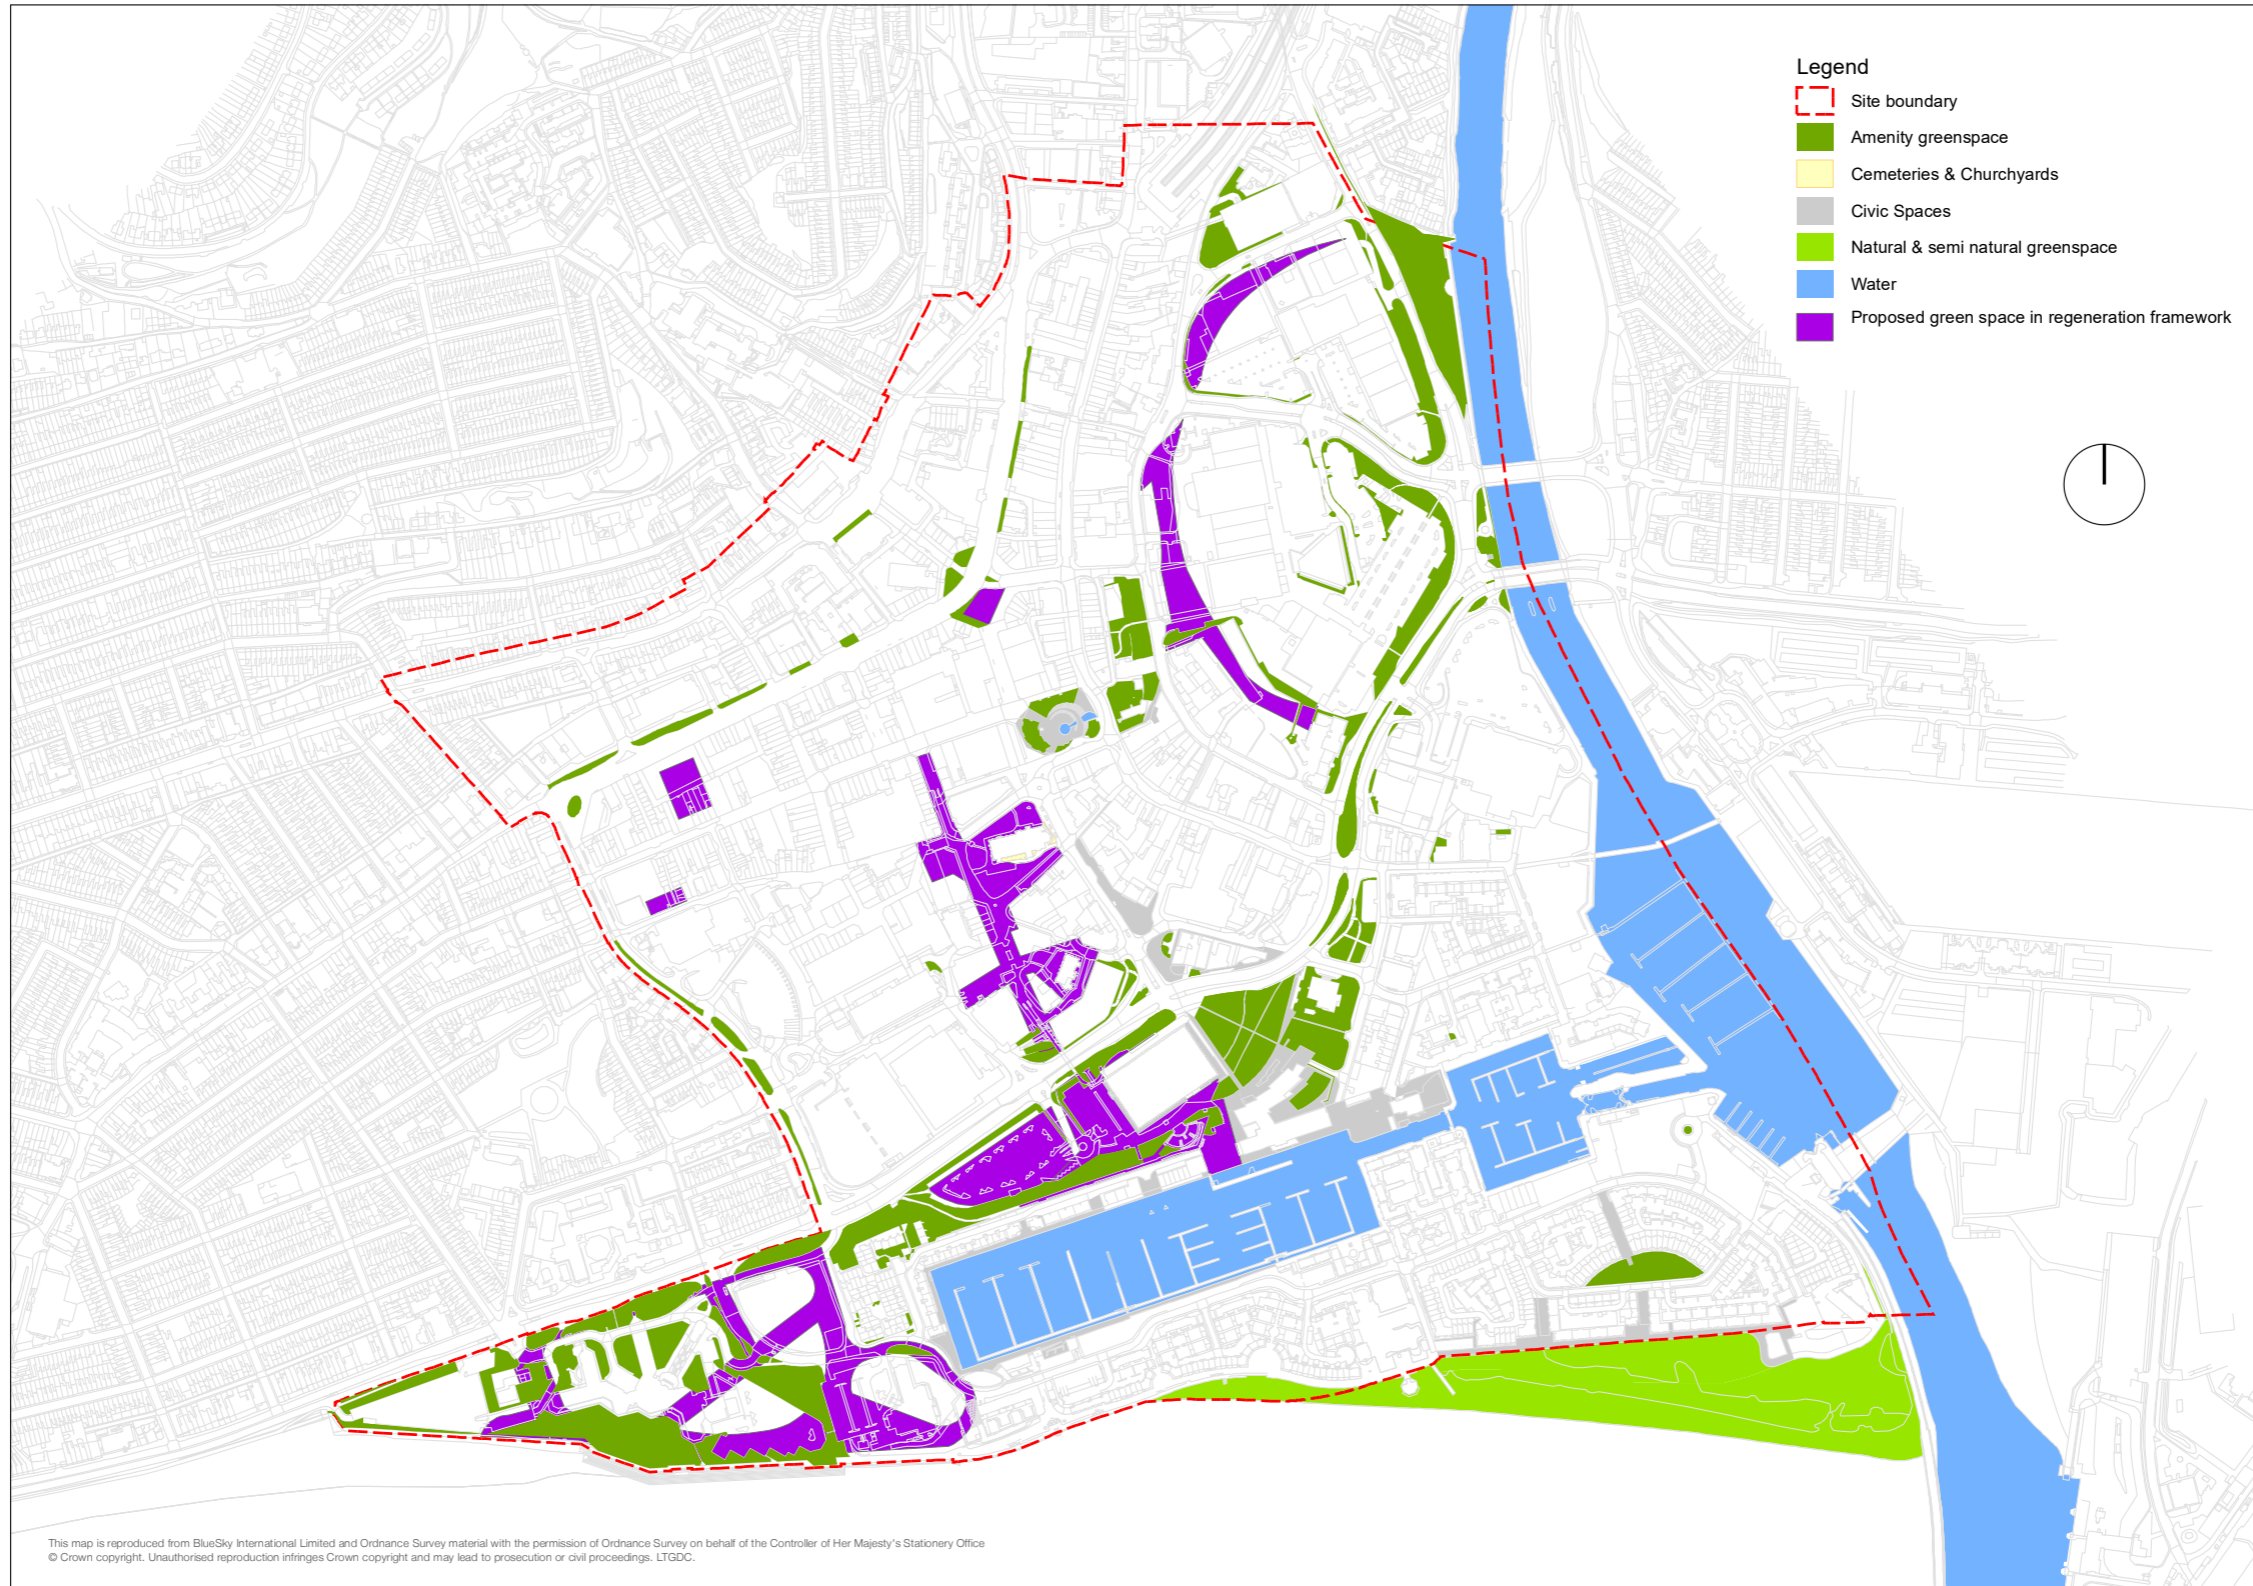 Legend
Site boundary
Amenity greenspace
Cemeteries & Churchyards
Civic Spaces
Natural & semi natural greenspace
Water
Proposed green space in regeneration framework
This map is reproduced from BlueSky International Limited and Ordnance Survey material with the permission of Ordnance Survey on behalf of the Controller of Her Majesty's Stationery Office
© Crown copyright. Unauthorised reproduction infringes Crown copyright and may lead to prosecution or civil proceedings. LTGDC.